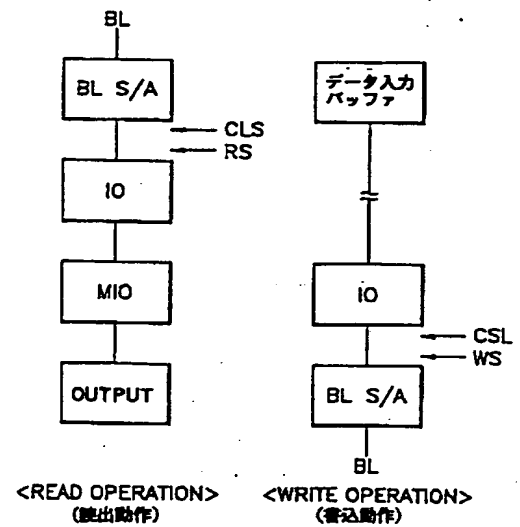 BL
BL S/A
CLS
RS
IO
MIO
OUTPUT
<READ OPERATION>
(読出動作)
データ入力
バッファ
IO
CSL
WS
BL S/A
BL
<WRITE OPERATION>
(書込動作)